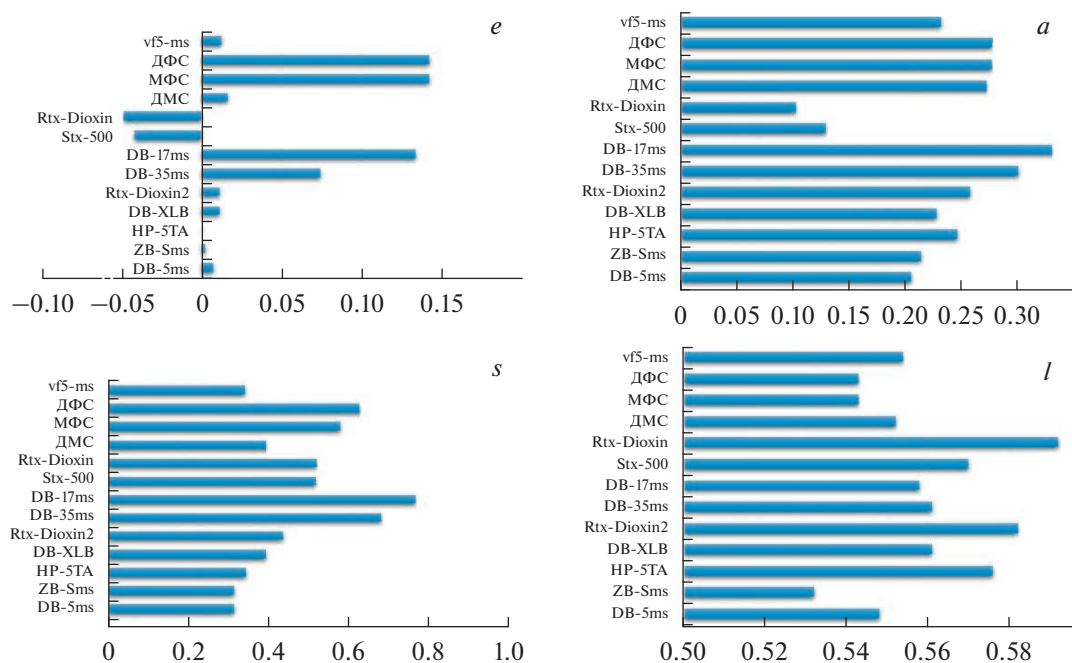 e
vf5-ms
ДФС
МФС
ДМС
Rtx-Dioxin
Stx-500
DB-17ms
DB-35ms
Rtx-Dioxin2
DB-XLB
HP-5TA
ZB-Sms
DB-5ms
−0.10 −0.05 0 0.05 0.10 0.15
a
vf5-ms
ДФС
МФС
ДМС
Rtx-Dioxin
Stx-500
DB-17ms
DB-35ms
Rtx-Dioxin2
DB-XLB
HP-5TA
ZB-Sms
DB-5ms
0 0.05 0.10 0.15 0.20 0.25 0.30
s
vf5-ms
ДФС
МФС
ДМС
Rtx-Dioxin
Stx-500
DB-17ms
DB-35ms
Rtx-Dioxin2
DB-XLB
HP-5TA
ZB-Sms
DB-5ms
0 0.2 0.4 0.6 0.8 1.0
l
vf5-ms
ДФС
МФС
ДМС
Rtx-Dioxin
Stx-500
DB-17ms
DB-35ms
Rtx-Dioxin2
DB-XLB
HP-5TA
ZB-Sms
DB-5ms
0.50 0.52 0.54 0.56 0.58